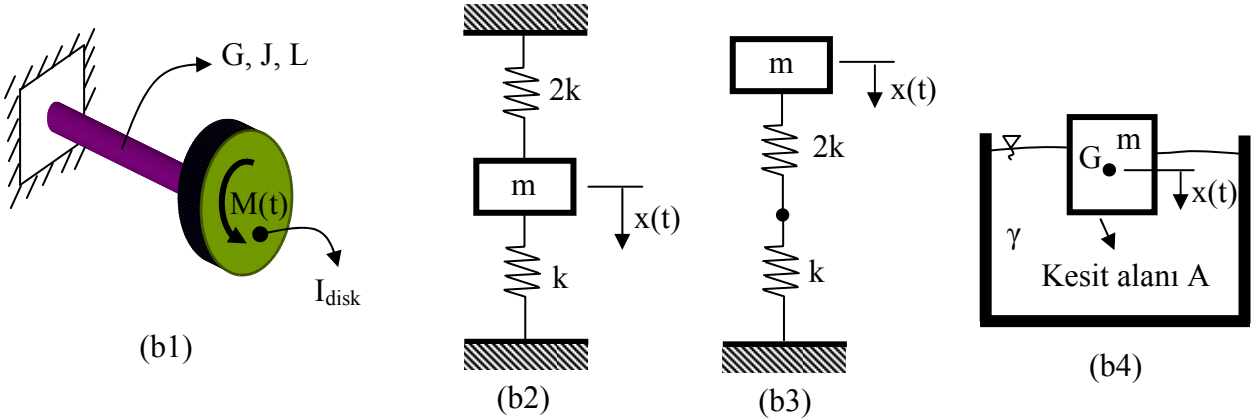 G, J, L
M(t)
I_disk
(b1)
2k
m
x(t)
k
(b2)
m
x(t)
2k
k
(b3)
m
G
x(t)
γ
Kesit alanı A
(b4)